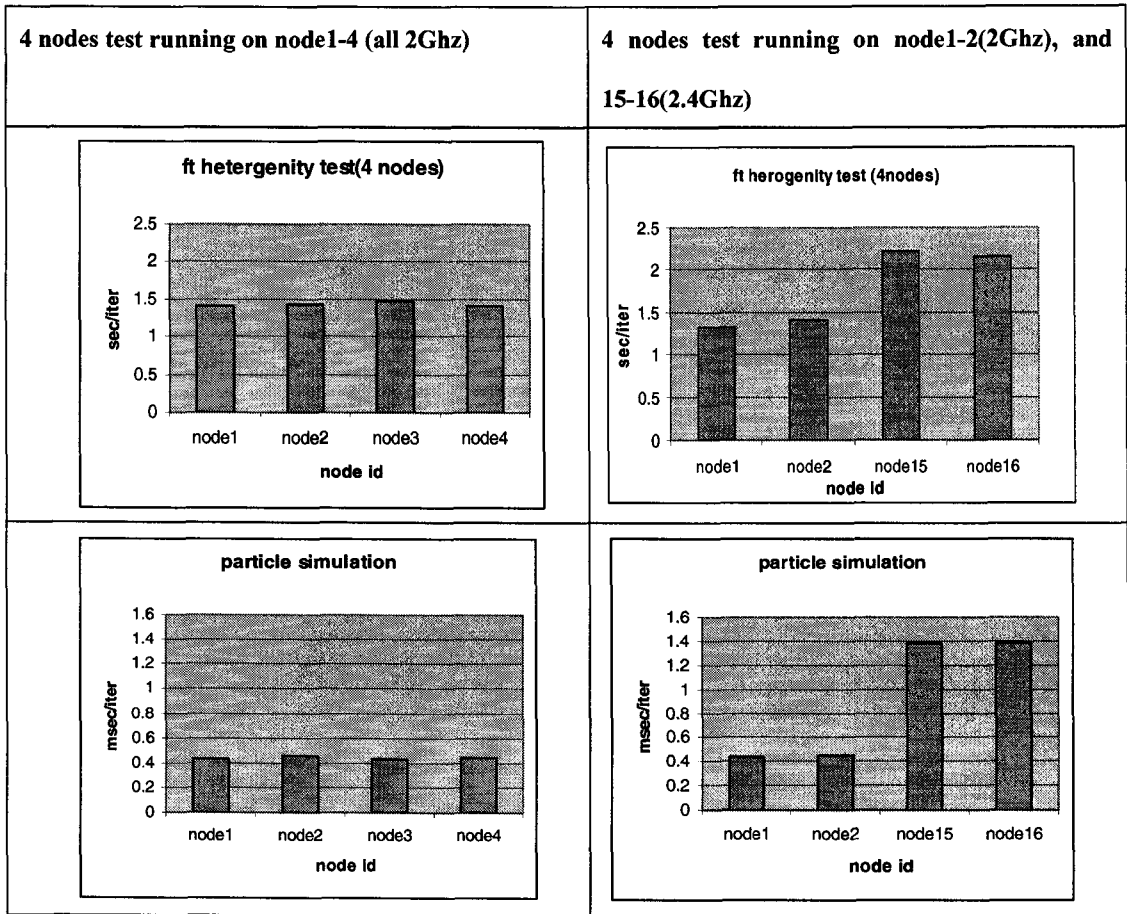 4 nodes test running on node1-4 (all 2Ghz)
4 nodes test running on node1-2(2Ghz), and
15-16(2.4Ghz)
ft hetergenity test(4 nodes)
sec/iter
2.5
2
1.5
1
0.5
0
node1 node2 node3 node4
node id
ft herogenity test (4nodes)
sec/iter
2.5
2
1.5
1
0.5
0
node1 node2 node15 node16
node id
particle simulation
msec/iter
1.6
1.4
1.2
1
0.8
0.6
0.4
0.2
0
node1 node2 node3 node4
node id
particle simulation
msec/iter
1.6
1.4
1.2
1
0.8
0.6
0.4
0.2
0
node1 node2 node15 node16
node id